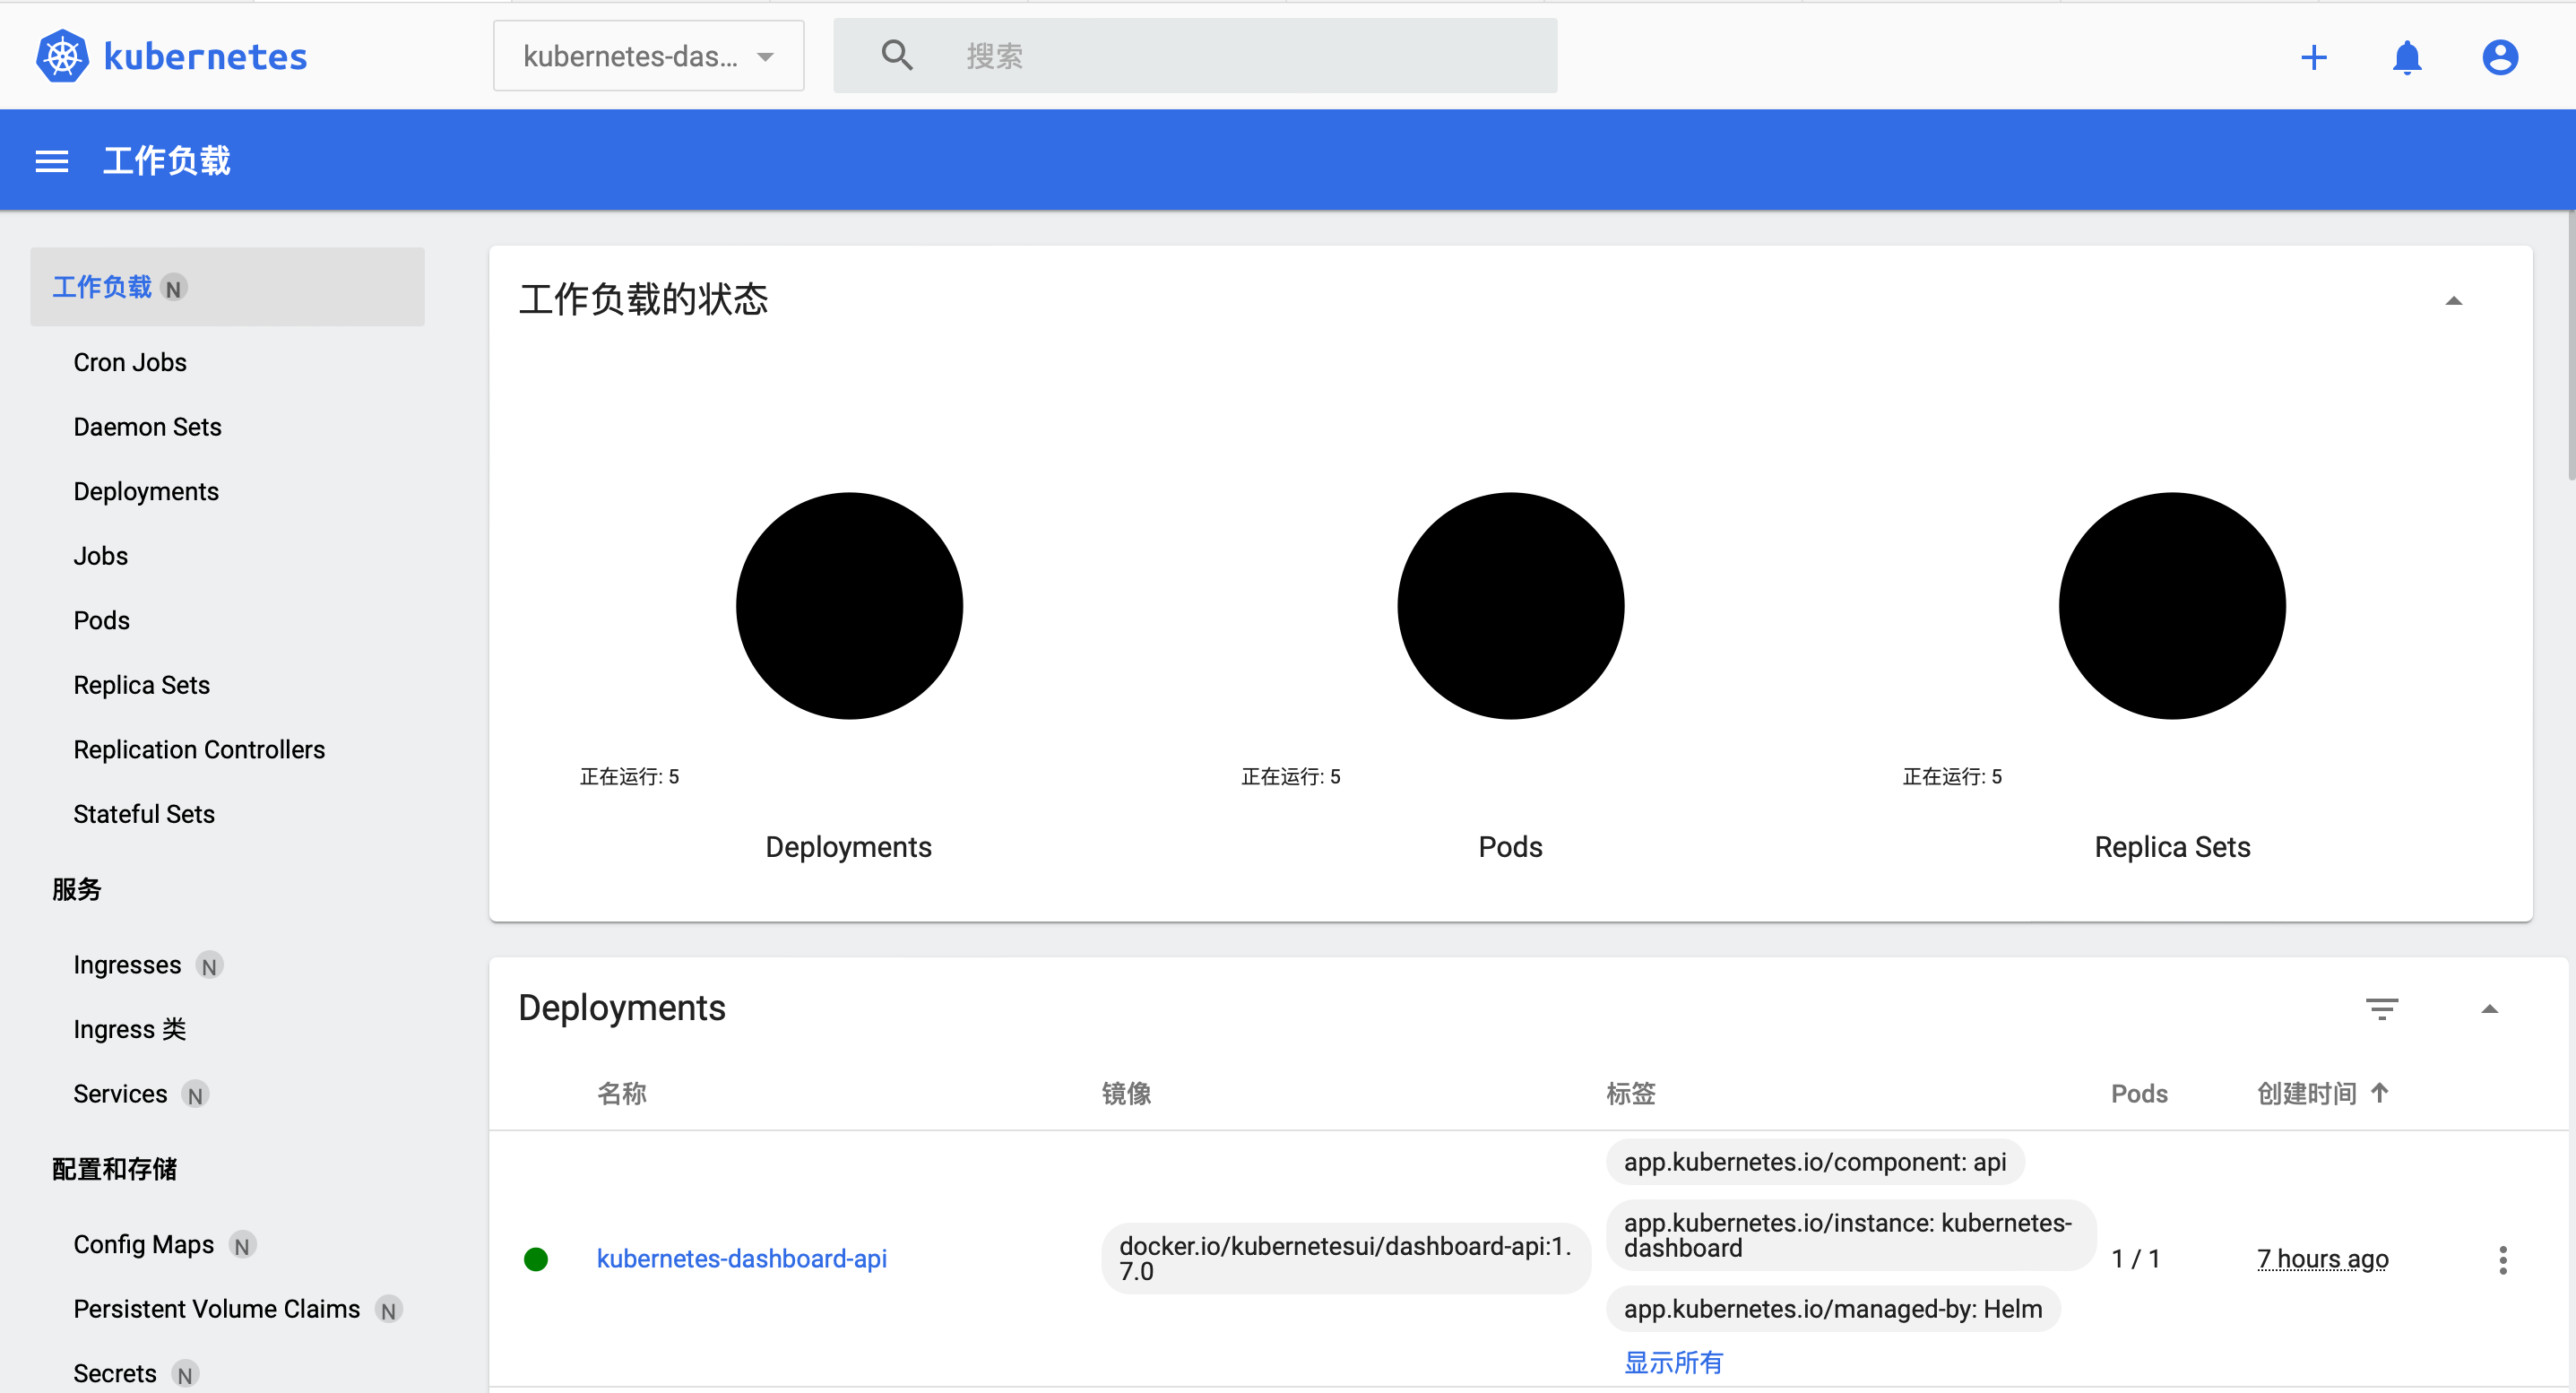 kubernetes
kubernetes-das...
搜索
工作负载
工作负载 N
Cron Jobs
Daemon Sets
Deployments
Jobs
Pods
Replica Sets
Replication Controllers
Stateful Sets
服务
Ingresses N
Ingress 类
Services N
配置和存储
Config Maps N
Persistent Volume Claims N
Secrets N
工作负载的状态
正在运行: 5
Deployments
正在运行: 5
Pods
正在运行: 5
Replica Sets
Deployments
名称 镜像 标签 Pods 创建时间
kubernetes-dashboard-api
docker.io/kubernetesui/dashboard-api:1.
7.0
app.kubernetes.io/component: api
app.kubernetes.io/instance: kubernetes-
dashboard
app.kubernetes.io/managed-by: Helm
显示所有
1 / 1
7 hours ago